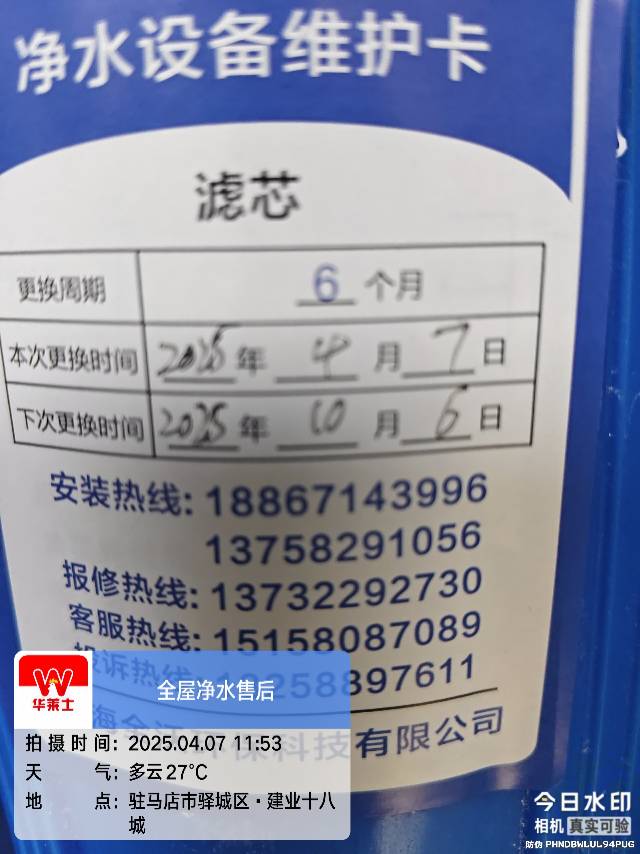 净水设备维护卡
滤芯
更换周期 6 个月
本次更换时间 2025 年 4 月 7 日
下次更换时间 2025 年 10 月 6 日
安装热线: 18867143996
13758291056
报修热线: 13732292730
客服热线: 15158087089
投诉热线 258897611
有限公司
华莱士
全屋净水售后
拍摄时间: 2025.04.07 11:53
天气: 多云27℃
地点: 驻马店市驿城区·建业十八
城
今日水印
相机 真实可验
防伪 PHNDBWLUL94PUG